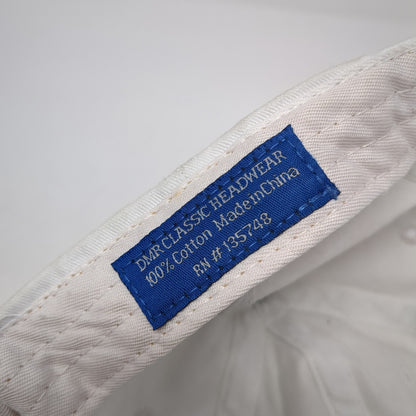 DMR CLASSIC HEADWEAR
100% Cotton Made in China
RN # 135748